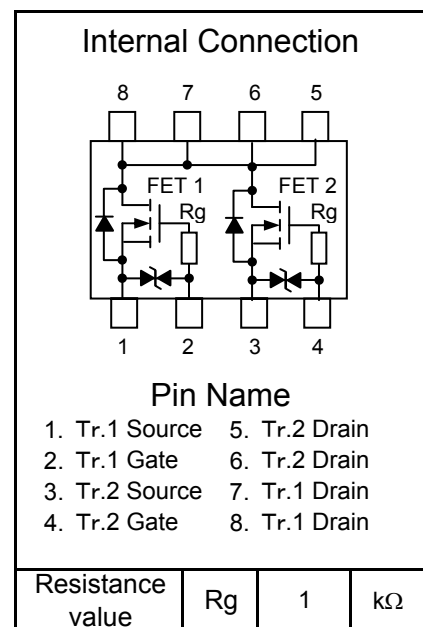 Internal Connection
8 7 6 5
FET 1 FET 2
Rg Rg
1 2 3 4
Pin Name
1. Tr.1 Source 5. Tr.2 Drain
2. Tr.1 Gate 6. Tr.2 Drain
3. Tr.2 Source 7. Tr.1 Drain
4. Tr.2 Gate 8. Tr.1 Drain
Resistance value Rg 1 kΩ